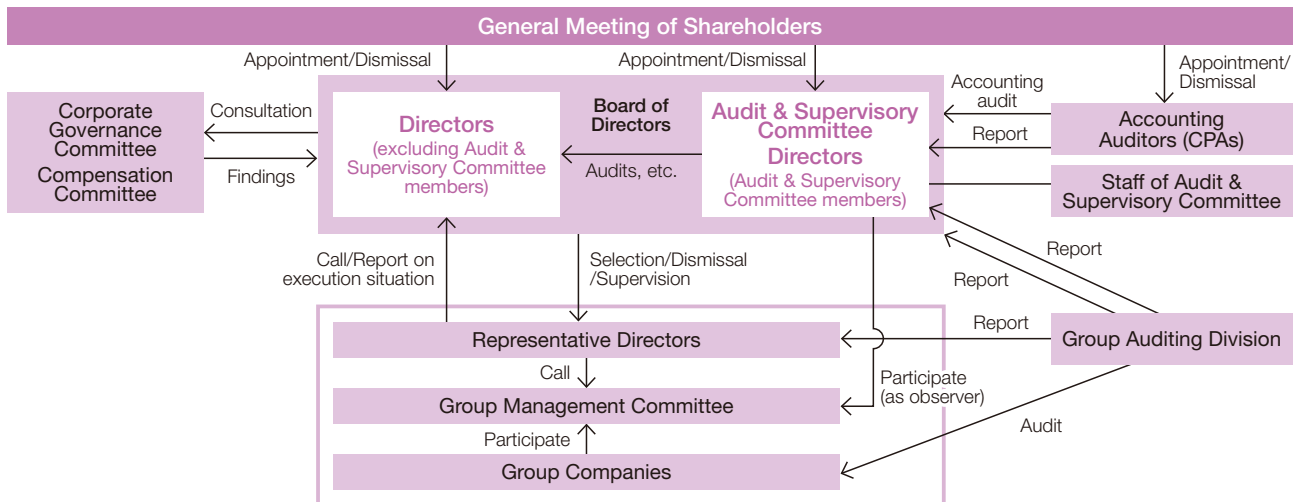 General Meeting of Shareholders
Appointment/Dismissal
Appointment/Dismissal
Appointment/
Dismissal
Corporate
Governance
Committee
Compensation
Committee
Consultation
Findings
Directors
(excluding Audit &
Supervisory Committee
members)
Board of
Directors
Audits, etc.
Audit & Supervisory
Committee
Directors
(Audit & Supervisory
Committee members)
Accounting
audit
Report
Accounting
Auditors (CPAs)
Staff of Audit &
Supervisory Committee
Call/Report on
execution situation
Selection/Dismissal
/Supervision
Report
Report
Representative Directors
Report
Group Auditing Division
Call
Group Management Committee
Participate
(as observer)
Participate
Audit
Group Companies